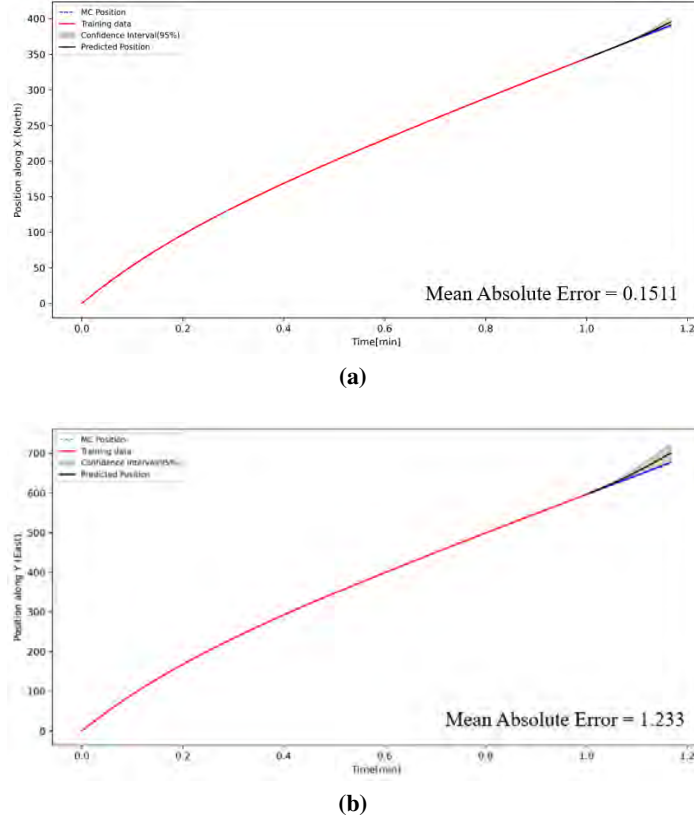 MC Position
Training data
Confidence Interval(95%)
Predicted Position
400
350
300
250
200
150
100
50
0
Position along X (North)
Mean Absolute Error = 0.1511
0.0 0.2 0.4 0.6 0.8 1.0 1.2
Time[min]
(a)
MC Position
Training data
Confidence Interval(95%)
Predicted Position
700
600
500
400
300
200
100
0
Position along Y (East)
Mean Absolute Error = 1.233
0.0 0.2 0.4 0.6 0.8 1.0 1.2
Time[min]
(b)